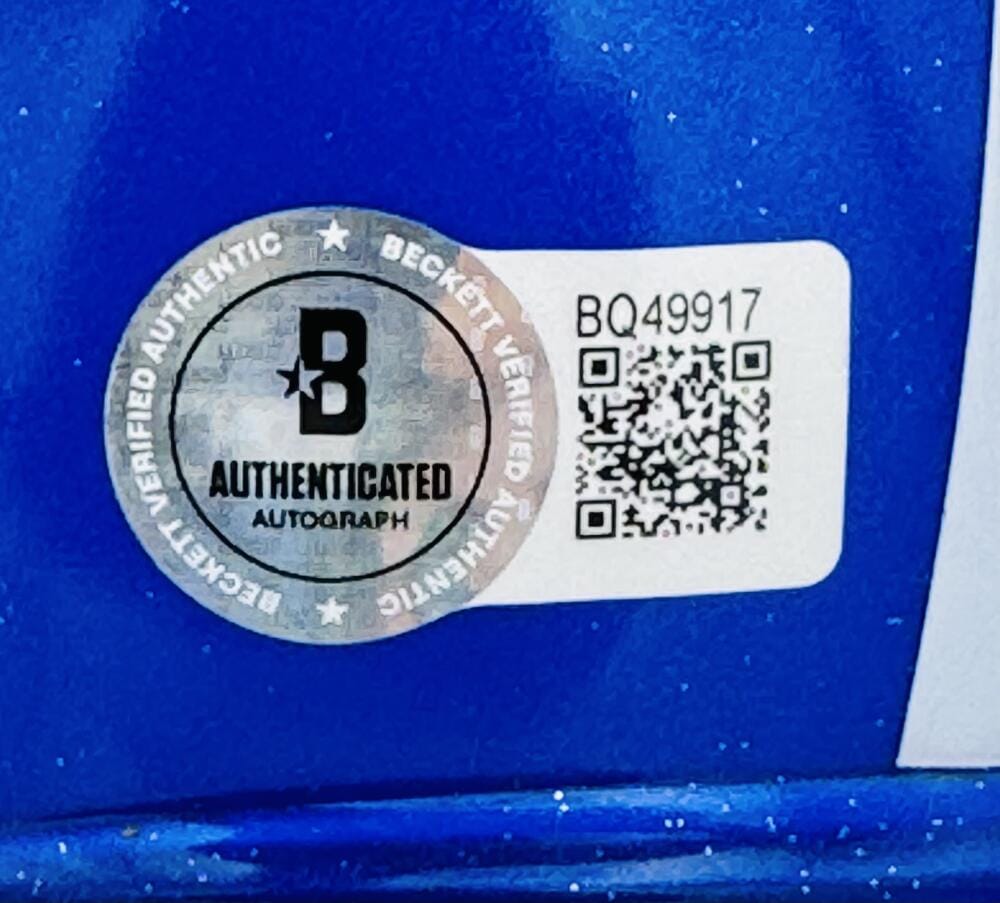 BECKETT VERIFIED AUTHENTIC
BECKETT VERIFIED AUTHENTIC
B
AUTHENTICATED
AUTOGRAPH
BQ49917